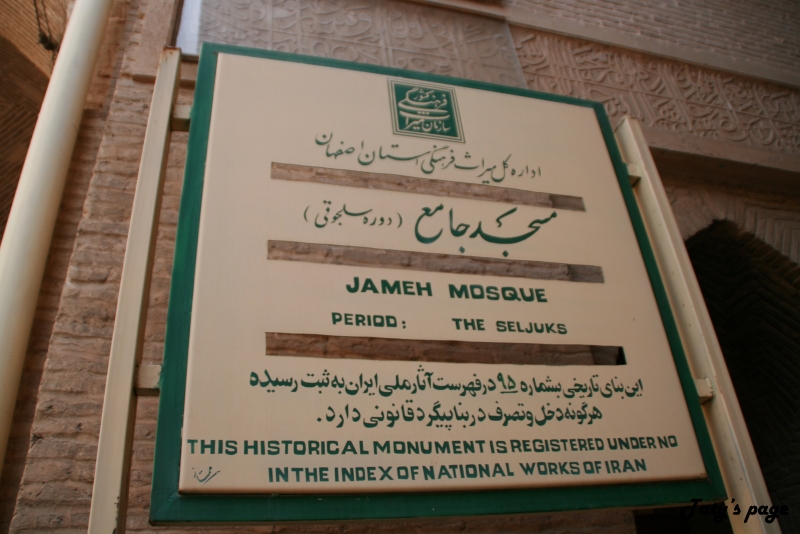 سازمان میراث فرهنگی کشور
اداره کل میراث فرهنگی استان اصفهان
مسجد جامع (دوره سلجوقی)
JAMEH MOSQUE
PERIOD: THE SELJUKS
این بنای تاریخی بشماره ۹۵ در فهرست آثار ملی ایران به ثبت رسیده
هرگونه دخل و تصرف در بنا پیگرد قانونی دارد.
THIS HISTORICAL MONUMENT IS REGISTERED UNDER NO
IN THE INDEX OF NATIONAL WORKS OF IRAN